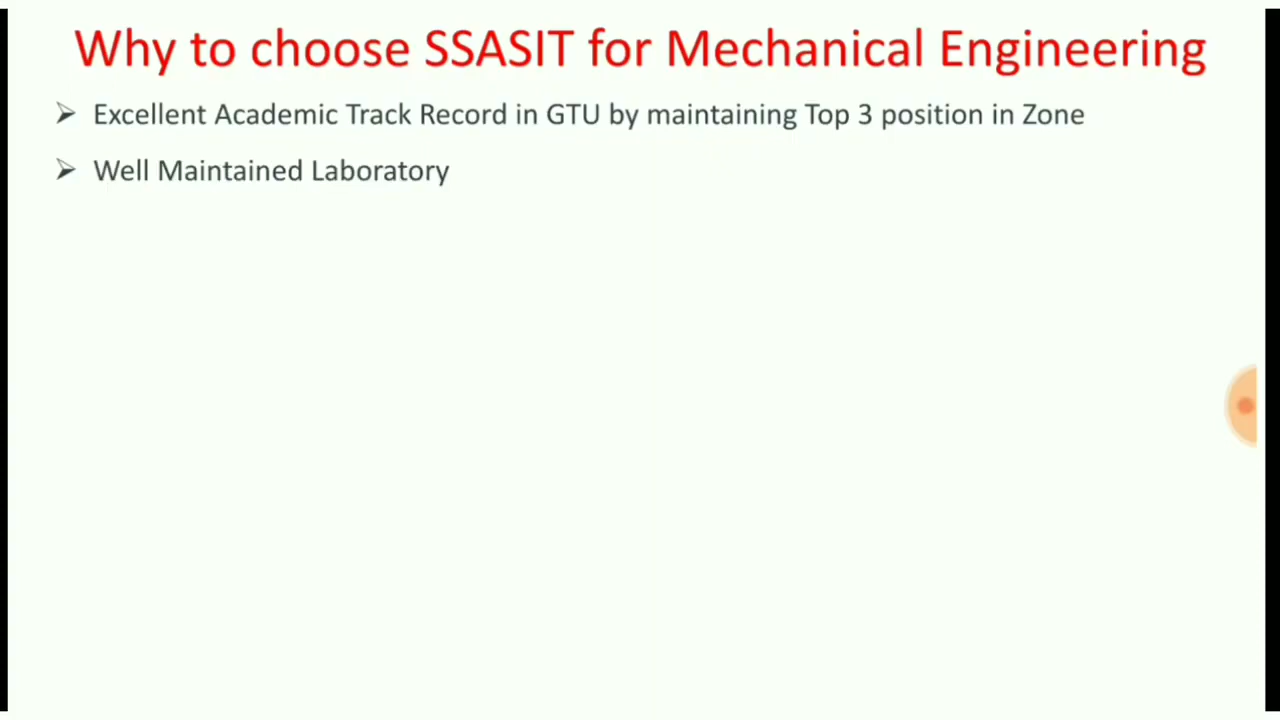 Why to choose SSASIT for Mechanical Engineering
➢ Excellent Academic Track Record in GTU by maintaining Top 3 position in Zone
➢ Well Maintained Laboratory